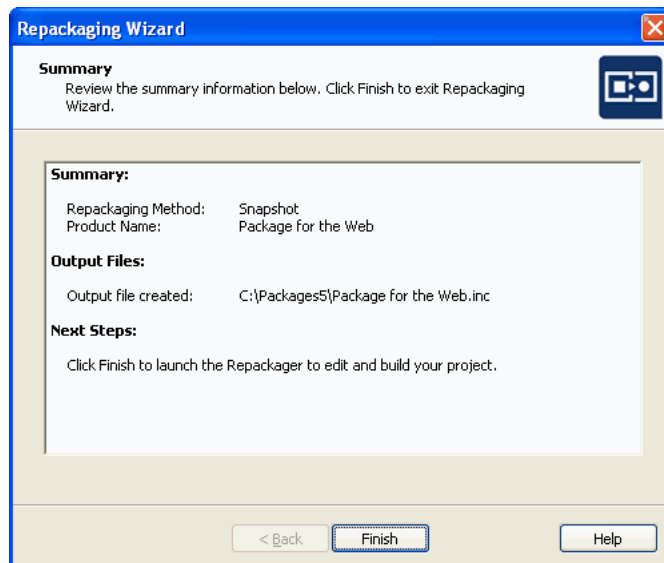 Repackaging Wizard
Summary
Review the summary information below. Click Finish to exit Repackaging
Wizard.
Summary:
Repackaging Method: Snapshot
Product Name: Package for the Web
Output Files:
Output file created: C:\Packages5\Package for the Web.inc
Next Steps:
Click Finish to launch the Repackager to edit and build your project.
< Back Finish Help